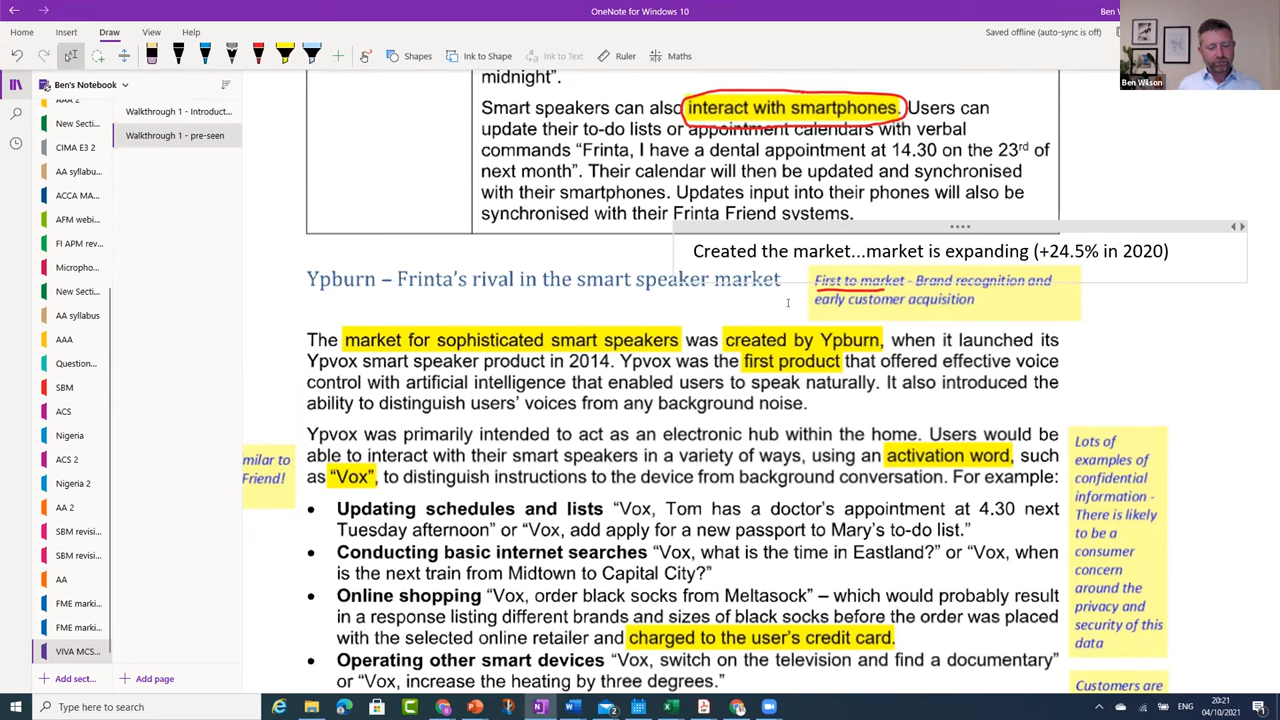 OneNote for Windows 10
Ben W
Home
Insert
Draw
View
Help
Saved offline (auto-sync is off)
Ben Wilson
Shapes
Ink to Shape
Ink to Text
Ruler
Maths
Ben's Notebook
AAA 2
New Secti...
CIMA E3 2
AA syllabu...
ACCA MA...
AFM webi...
FI APM rev...
Micropho...
New Secti...
AA syllabus
AAA
Question...
SBM
ACS
Nigeria
ACS 2
Nigeria 2
AA 2
SBM revisi...
SBM revisi...
AA
FME marki...
FME marki...
VIVA MCS...
Add sect...
Walkthrough 1 - Introduct...
Walkthrough 1 - pre-seen
Add page
midnight”.
Smart speakers can also interact with smartphones. Users can
update their to-do lists or appointment calendars with verbal
commands “Frinta, I have a dental appointment at 14.30 on the 23rd of
next month”. Their calendar will then be updated and synchronised
with their smartphones. Updates input into their phones will also be
synchronised with their Frinta Friend systems.
Created the market...market is expanding (+24.5% in 2020)
Ypburn – Frinta’s rival in the smart speaker market
First to market - Brand recognition and
early customer acquisition
The market for sophisticated smart speakers was created by Ypburn, when it launched its
Ypvox smart speaker product in 2014. Ypvox was the first product that offered effective voice
control with artificial intelligence that enabled users to speak naturally. It also introduced the
ability to distinguish users’ voices from any background noise.
Ypvox was primarily intended to act as an electronic hub within the home. Users would be
able to interact with their smart speakers in a variety of ways, using an activation word, such
as “Vox”, to distinguish instructions to the device from background conversation. For example:
• Updating schedules and lists “Vox, Tom has a doctor’s appointment at 4.30 next
Tuesday afternoon” or “Vox, add apply for a new passport to Mary’s to-do list.”
• Conducting basic internet searches “Vox, what is the time in Eastland?” or “Vox, when
is the next train from Midtown to Capital City?”
• Online shopping “Vox, order black socks from Meltasock” – which would probably result
in a response listing different brands and sizes of black socks before the order was placed
with the selected online retailer and charged to the user’s credit card.
• Operating other smart devices “Vox, switch on the television and find a documentary”
or “Vox, increase the heating by three degrees.”
milar to
Friend!
Lots of
examples of
confidential
information -
There is likely
to be a
consumer
concern
around the
privacy and
security of this
data
Customers are
Type here to search
20:21
04/10/2021